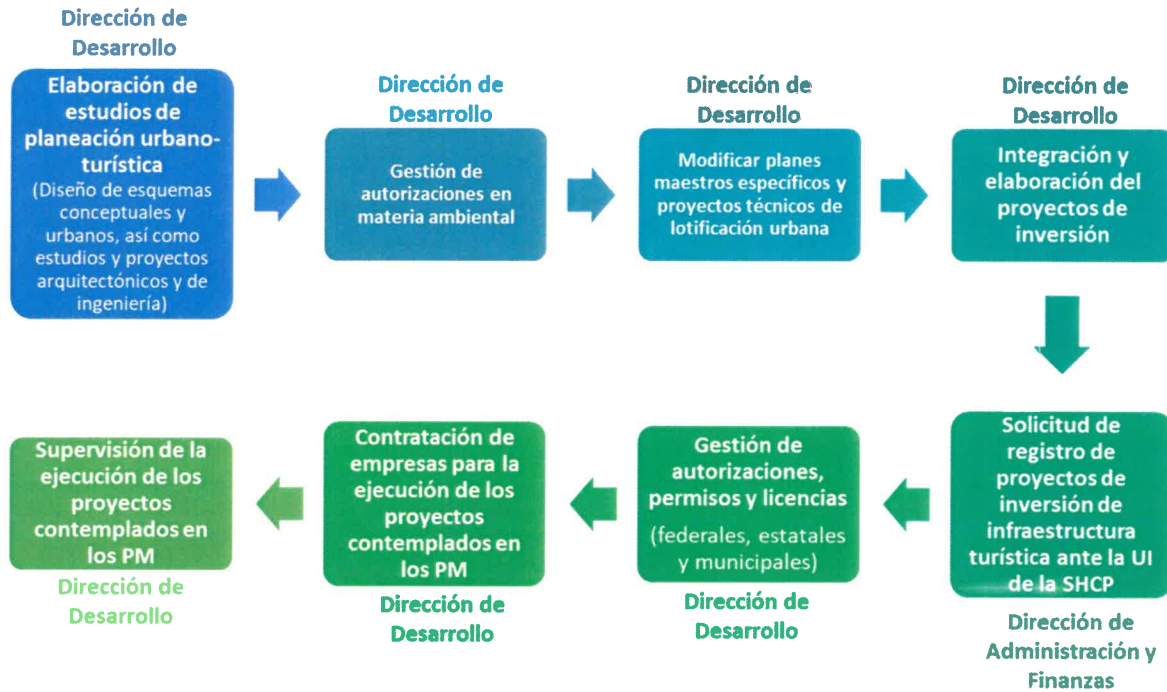 Dirección de
Desarrollo
Elaboración de
estudios de
planeación urbano-
turística
(Diseño de esquemas
conceptuales y
urbanos, así como
estudios y proyectos
arquitectónicos y de
ingeniería)
Dirección de
Desarrollo
Gestión de
autorizaciones en
materia ambiental
Dirección de
Desarrollo
Modificar planes
maestros específicos y
proyectos técnicos de
lotificación urbana
Dirección de
Desarrollo
Integración y
elaboración del
proyectos de
inversión
Solicitud de
registro de
proyectos de
inversión de
infraestructura
turística ante la UI
de la SHCP
Dirección de
Administración y
Finanzas
Gestión de
autorizaciones,
permisos y licencias
(federales, estatales
y municipales)
Dirección de
Desarrollo
Contratación de
empresas para la
ejecución de los
proyectos
contemplados en
los PM
Dirección de
Desarrollo
Supervisión de la
ejecución de los
proyectos
contemplados en
los PM
Dirección de
Desarrollo